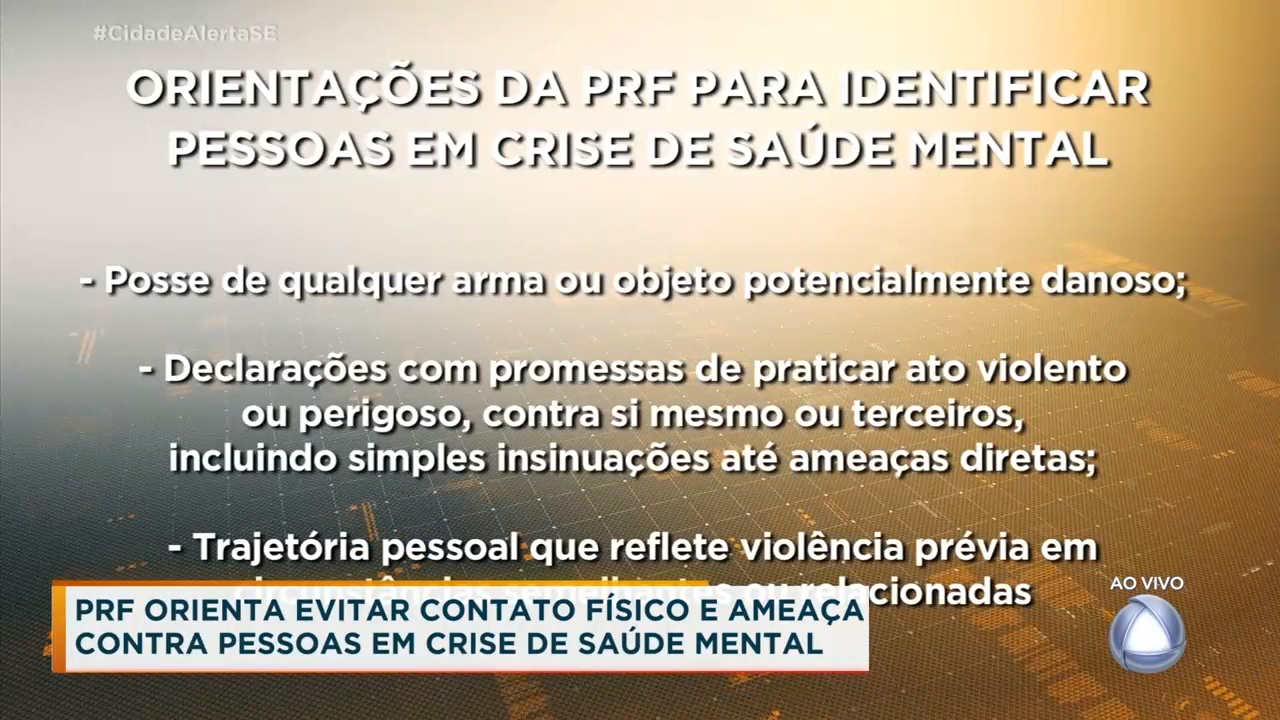 #CidadeAlertaSE
ORIENTAÇÕES DA PRF PARA IDENTIFICAR
PESSOAS EM CRISE DE SAÚDE MENTAL
- Posse de qualquer arma ou objeto potencialmente danoso;
- Declarações com promessas de praticar ato violento
ou perigoso, contra si mesmo ou terceiros,
incluindo simples insinuações até ameaças diretas;
- Trajetória pessoal que reflete violência prévia em
ou relacionadas
AO VIVO
PRF ORIENTA EVITAR CONTATO FÍSICO E AMEAÇA
CONTRA PESSOAS EM CRISE DE SAÚDE MENTAL